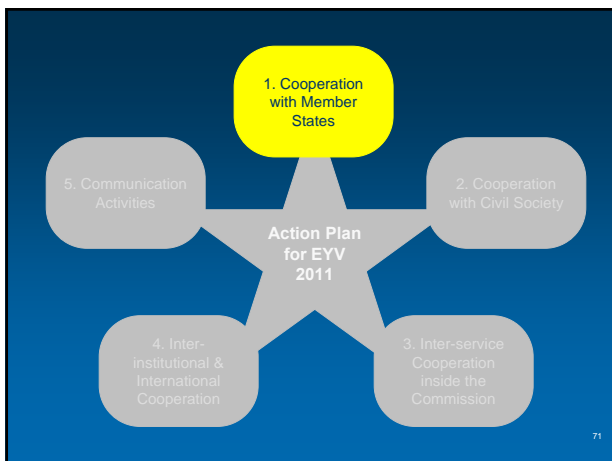 1. Cooperation
with Member
States
5. Communication
Activities
2. Cooperation
with Civil Society
Action Plan
for EYV
2011
4. Inter-
institutional &
International
Cooperation
3. Inter-service
Cooperation
inside the
Commission
71